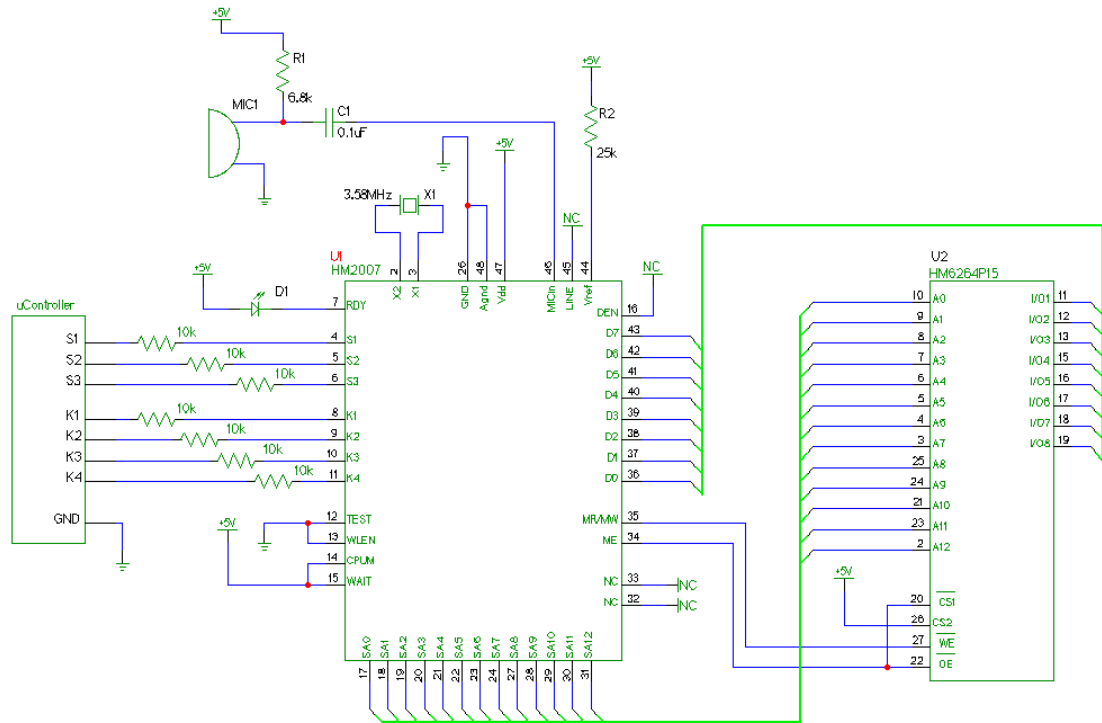 +5V
R1
6.8k
MIC1
C1
0.1uF
+5V
R2
25k
+5V
3.58MHz
X1
NC
U1
HM2007
2
3
26
48
47
46
45
44
X2
X1
GND
Agnd
Vdd
MICin
LINE
Vref
NC
+5V
D1
7
RDY
DEN
16
uController
S1
10k
4
S1
S2
10k
5
S2
S3
10k
6
S3
K1
10k
8
K1
K2
10k
9
K2
K3
10k
10
K3
K4
10k
11
K4
GND
+5V
12
TEST
13
WLEN
14
CPUM
15
WAIT
D7
43
D6
42
D5
41
D4
40
D3
39
D2
38
D1
37
D0
36
MR/MW
35
ME
34
NC
33
NC
NC
32
NC
SA0
SA1
SA2
SA3
SA4
SA5
SA6
SA7
SA8
SA9
SA10
SA11
SA12
17
18
19
20
21
22
23
24
27
28
29
30
31
U2
HM6264P15
10
A0
I/O1
11
9
A1
I/O2
12
8
A2
I/O3
13
7
A3
I/O4
15
6
A4
I/O5
16
5
A5
I/O6
17
4
A6
I/O7
18
3
A7
I/O8
19
25
A8
24
A9
21
A10
23
A11
2
A12
+5V
20
CS1
26
CS2
27
WE
22
OE